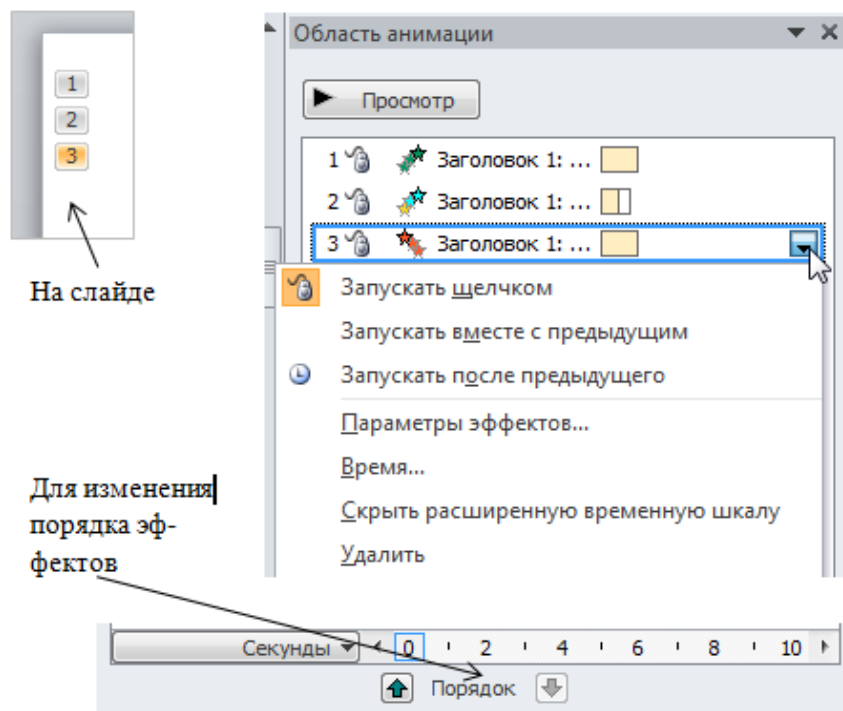 1
2
3
На слайде
Область анимации
Просмотр
1 Заголовок 1: ...
2 Заголовок 1: ...
3 Заголовок 1: ...
Запускать щелчком
Запускать вместе с предыдущим
Запускать после предыдущего
Параметры эффектов...
Время...
Скрыть расширенную временную шкалу
Удалить
Для изменения
порядка эф-
фектов
Секунды 0 2 4 6 8 10
Порядок